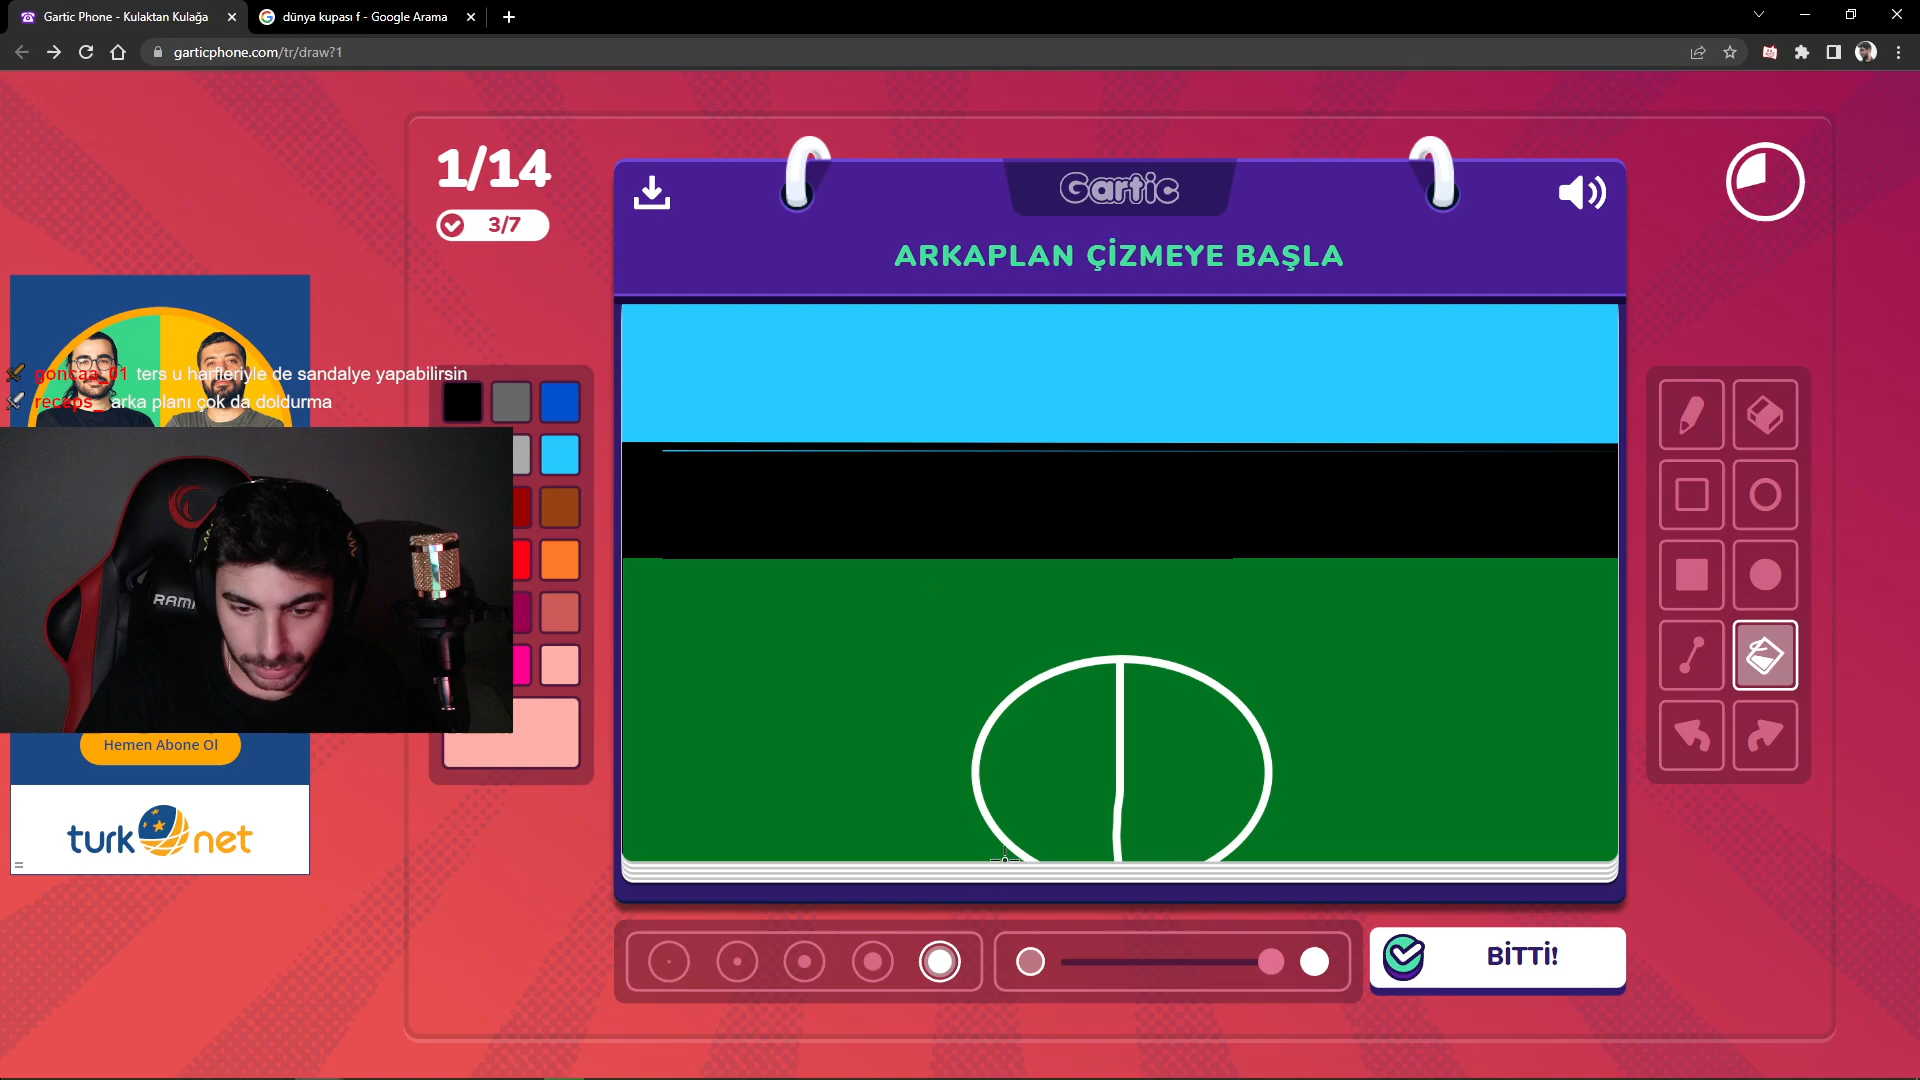 Gartic Phone - Kulaktan Kulağa
dünya kupası f - Google Arama
garticphone.com/tr/draw?1
1/14
3/7
Gartic
ARKAPLAN ÇİZMEYE BAŞLA
goncaa_01 ters u harfleriyle de sandalye yapabilirsin
receps_ arka planı çok da doldurma
Hemen Abone Ol
turk net
BİTTİ!